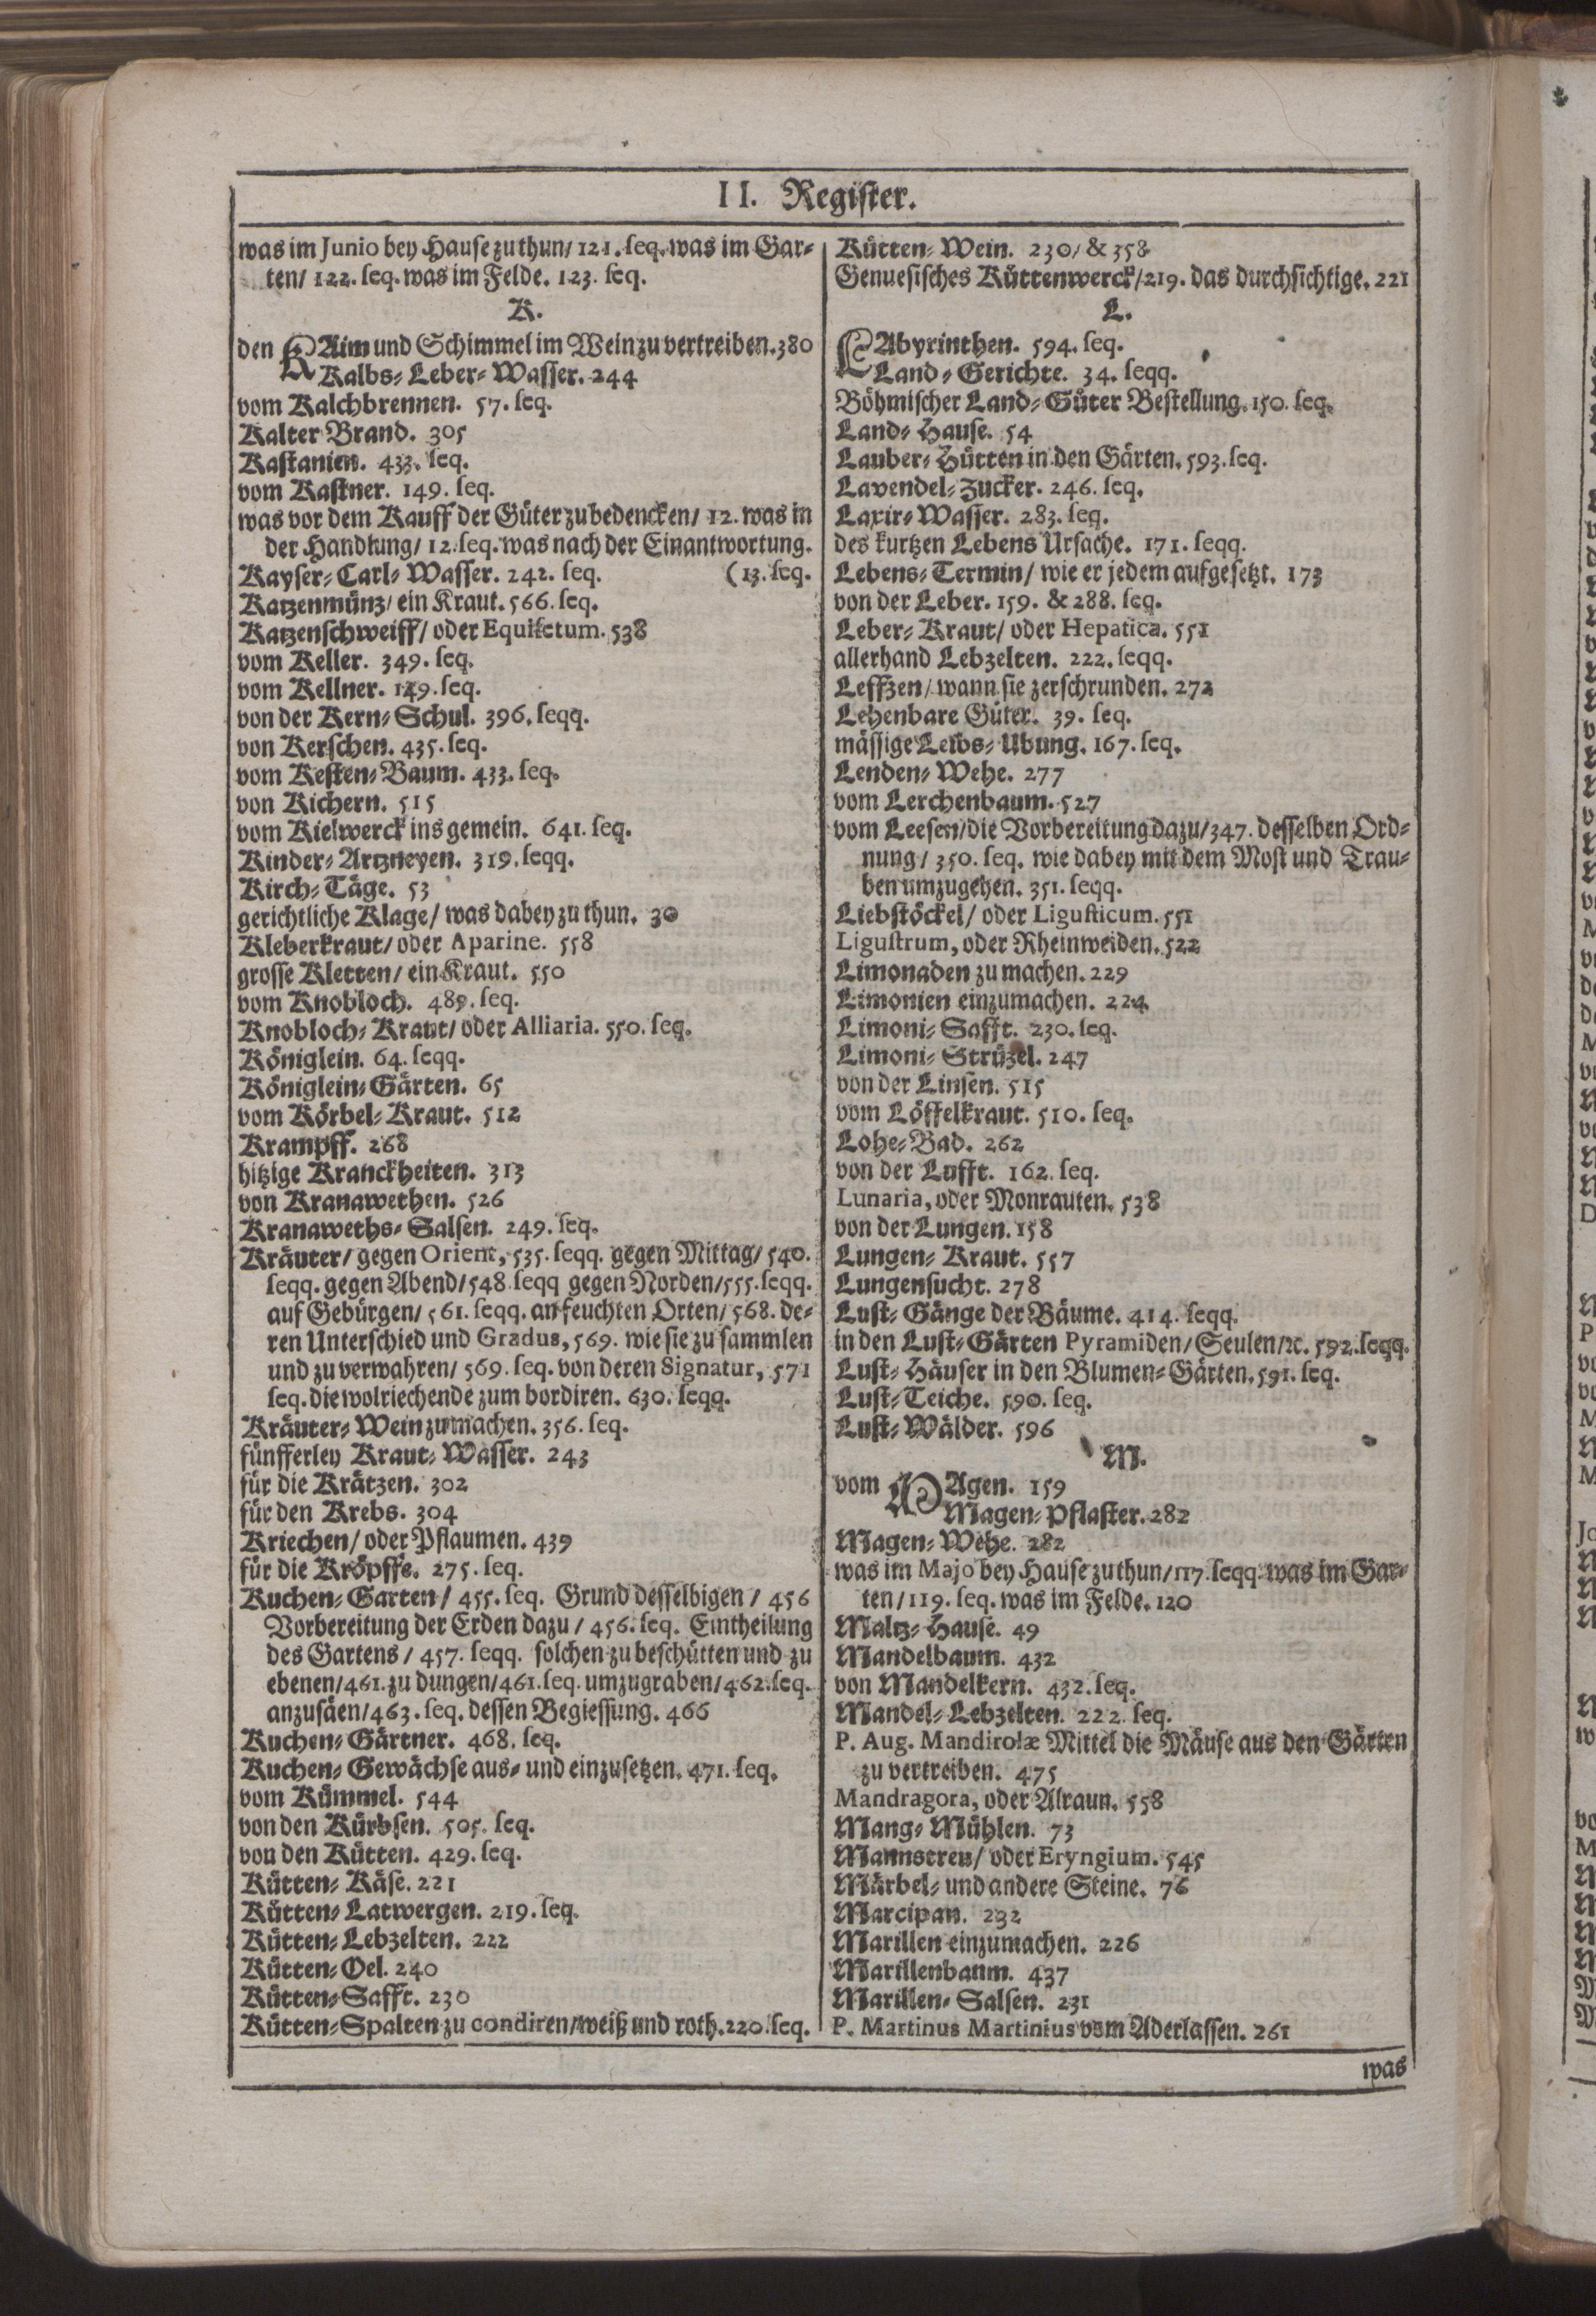 II. Register.
was im Junio bey Hause zu thun/ 121. seq. was im Gar-
ten/ 122. seq. was im Felde. 123. seq.
K.
den KAim und Schimmel im Wein zu vertreiben. 380
Kalbs-Leber-Wasser. 244
vom Kalchbrennen. 57. seq.
Kalter Brand. 305
Kastanien. 433. seq.
vom Kastner. 149. seq.
was vor dem Kauff der Güter zu bedencken/ 12. was in
der Handlung/ 12. seq. was nach der Einantwortung.
Kayser-Carl-Wasser. 242. seq. (13. seq.
Katzenmüntz/ ein Kraut. 566. seq.
Katzenschweiff/ oder Equisetum. 538
vom Keller. 349. seq.
vom Kellner. 149. seq.
von der Kern-Schul. 396. seqq.
von Kerschen. 435. seq.
vom Kesten-Baum. 433. seq.
von Kichern. 515
vom Kielwerck ins gemein. 641. seq.
Kinder-Artzneyen. 319. seqq.
Kirch-Täge. 53
gerichtliche Klage/ was dabey zu thun. 30
Kleberkraut/ oder Aparine. 558
grosse Kletten/ ein Kraut. 550
vom Knobloch. 489. seq.
Knobloch-Kraut/ oder Alliaria. 550. seq.
Königlein. 64. seqq.
Königlein-Gärten. 65
vom Körbel-Kraut. 512
Krampff. 268
hitzige Kranckheiten. 313
von Kranawethen. 526
Kranaweths-Salsen. 249. seq.
Kräuter/ gegen Orient, 535. seqq. gegen Mittag/ 540.
seqq. gegen Abend/ 548. seqq gegen Norden/ 555. seqq.
auf Gebürgen/ 561. seqq. an feuchten Orten/ 568. de-
ren Unterschied und Gradus, 569. wie sie zu sammlen
und zu verwahren/ 569. seq. von deren Signatur, 571
seq. die wolriechende zum bordiren. 630. seqq.
Kräuter-Wein zu machen. 356. seq.
fünfferley Kraut-Wasser. 243
für die Krätzen. 302
für den Krebs. 304
Kriechen/ oder Pflaumen. 439
für die Kröpffe. 275. seq.
Kuchen-Garten/ 455. seq. Grund desselbigen/ 456
Vorbereitung der Erden dazu/ 456. seq. Eintheilung
des Gartens/ 457. seqq. solchen zu beschütten und zu
ebenen/ 461. zu dungen/ 461. seq. umzugraben/ 462. seq.
anzusäen/ 463. seq. dessen Begiessung. 466
Kuchen-Gärtner. 468. seq.
Kuchen-Gewächse aus- und einzusetzen. 471. seq.
vom Kümmel. 544
von den Kürbsen. 505. seq.
von den Kütten. 429. seq.
Kütten-Käse. 221
Kütten-Latwergen. 219. seq.
Kütten-Lebzelten. 222
Kütten-Oel. 240
Kütten-Safft. 230
Kütten-Spalten zu condiren/ weiß und roth. 220. seq.
Kütten-Wein. 230/ & 358
Genuesisches Küttenwerck/ 219. das durchsichtige. 221
L.
LAbyrinthen. 594. seq.
Land-Gerichte. 34. seqq.
Böhmischer Land-Güter Bestellung. 150. seq.
Land-Hause. 54
Lauber-Hütten in den Gärten. 593. seq.
Lavendel-Zucker. 246. seq.
Laxir-Wasser. 283. seq.
des kurtzen Lebens Ursache. 171. seqq.
Lebens-Termin/ wie er jedem aufgesetzt. 173
von der Leber. 159. & 288. seq.
Leber-Kraut/ oder Hepatica. 551
allerhand Lebzelten. 222. seqq.
Leffzen/ wann sie zerschrunden. 272
Lehenbare Güter. 39. seq.
mässige Leibs-Ubung. 167. seq.
Lenden-Wehe. 277
vom Lerchenbaum. 527
vom Leesen/ die Vorbereitung dazu/ 347. desselben Ord-
nung/ 350. seq. wie dabey mit dem Most und Trau-
ben umzugehen. 351. seqq.
Liebstöckel/ oder Ligusticum. 551
Ligustrum, oder Rheinweiden. 522
Limonaden zu machen. 229
Limonien einzumachen. 224
Limoni-Safft. 230. seq.
Limoni-Strüzel. 247
von der Linsen. 515
vom Löffelkraut. 510. seq.
Lohe-Bad. 262
von der Lufft. 162. seq.
Lunaria, oder Monrauten. 538
von der Lungen. 158
Lungen-Kraut. 557
Lungensucht. 278
Lust-Gänge der Bäume. 414. seqq.
in den Lust-Gärten Pyramiden/ Seulen/ ꝛc. 592. seqq.
Lust-Häuser in den Blumen-Gärten. 591. seq.
Lust-Teiche. 590. seq.
Lust-Wälder. 596
M.
vom MAgen. 159
Magen-Pflaster. 282
Magen-Wehe. 282
was im Majo bey Hause zu thun/ 117. seqq. was im Gar-
ten/ 119. seq. was im Felde. 120
Maltz-Hause. 49
Mandelbaum. 432
von Mandelkern. 432. seq.
Mandel-Lebzelten. 222. seq.
P. Aug. Mandirolæ Mittel die Mäuse aus den Gärten
zu vertreiben. 475
Mandragora, oder Alraun. 558
Mang-Mühlen. 73
Mannstreu/ oder Eryngium. 545
Märbel- und andere Steine. 76
Marcipan. 232
Marillen einzumachen. 226
Marillenbaum. 437
Marillen-Salsen. 231
P. Martinus Martinius vom Aderlassen. 261
was